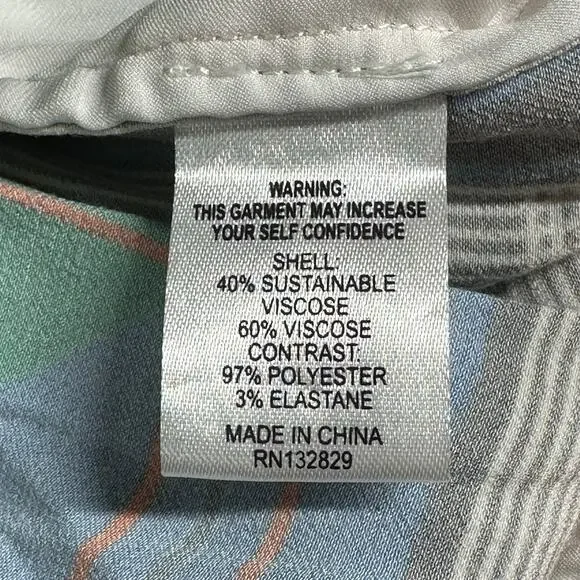 WARNING:
THIS GARMENT MAY INCREASE
YOUR SELF CONFIDENCE
SHELL:
40% SUSTAINABLE
VISCOSE
60% VISCOSE
CONTRAST:
97% POLYESTER
3% ELASTANE
MADE IN CHINA
RN132829